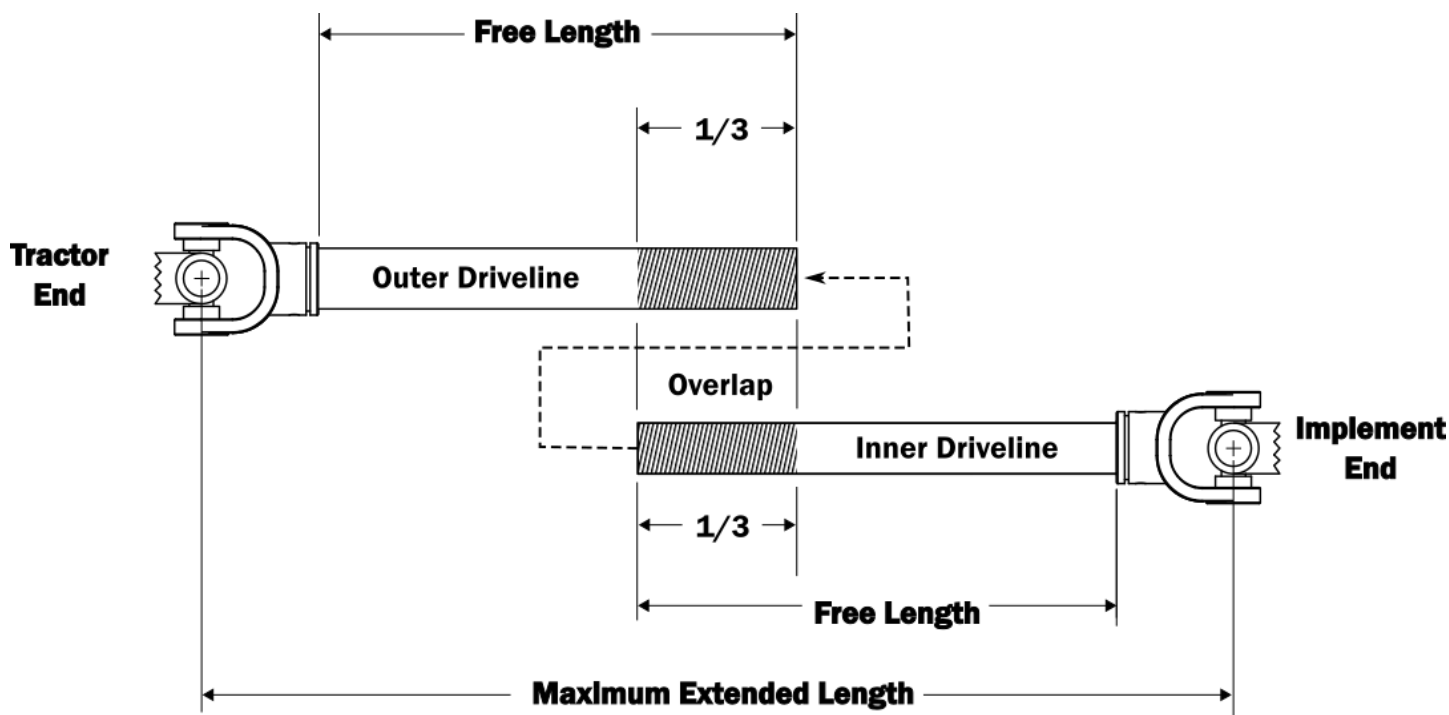 Free Length
1/3
Tractor
End
Outer Driveline
Overlap
Inner Driveline
Implement
End
1/3
Free Length
Maximum Extended Length